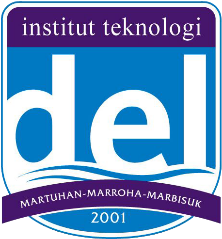 institut teknologi
del
MARTUHAN-MARROHA-MARBISUK
2001